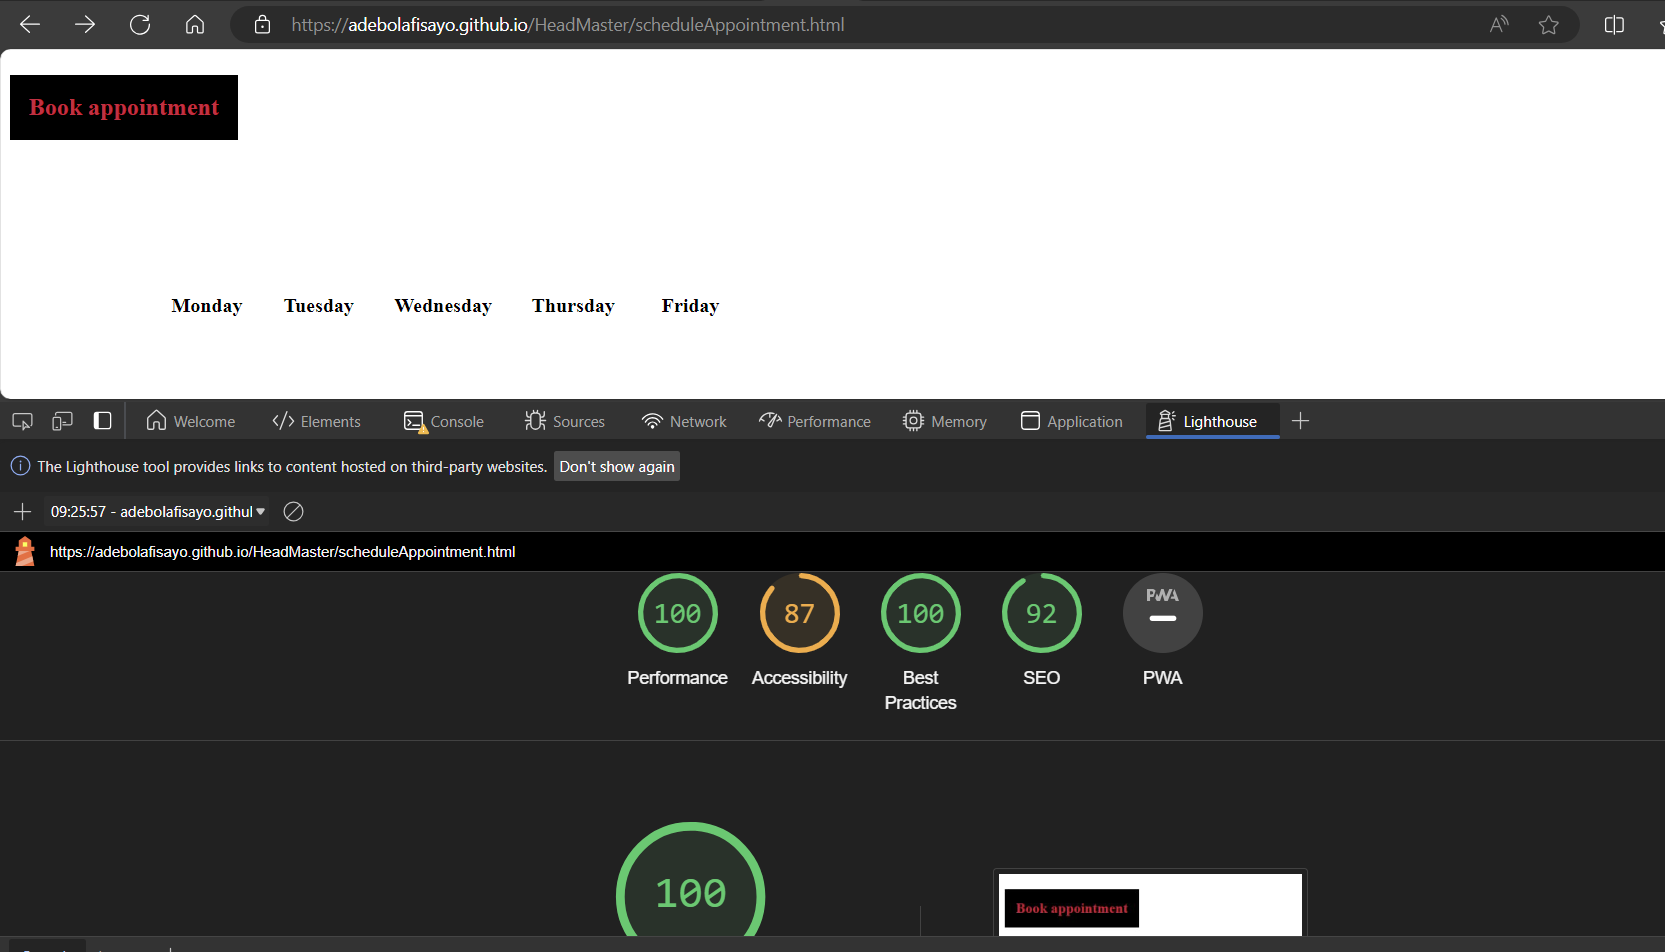 https://adebolafisayo.github.io/HeadMaster/scheduleAppointment.html
Book appointment
Monday Tuesday Wednesday Thursday Friday
Welcome Elements Console Sources Network Performance Memory Application Lighthouse
The Lighthouse tool provides links to content hosted on third-party websites. Don't show again
09:25:57 - adebolafisayo.githul
https://adebolafisayo.github.io/HeadMaster/scheduleAppointment.html
100 87 100 92 PWA
Performance Accessibility Best Practices SEO PWA
100
Book appointment